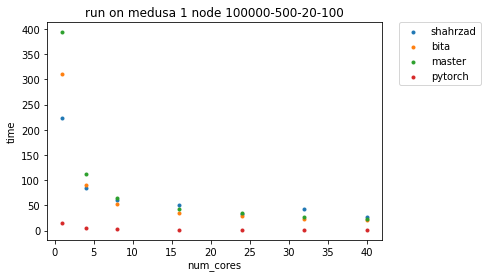 run on medusa 1 node 100000-500-20-100
shahrzad
bita
master
pytorch
400
350
300
250
200
150
100
50
0
time
0 5 10 15 20 25 30 35 40
num_cores